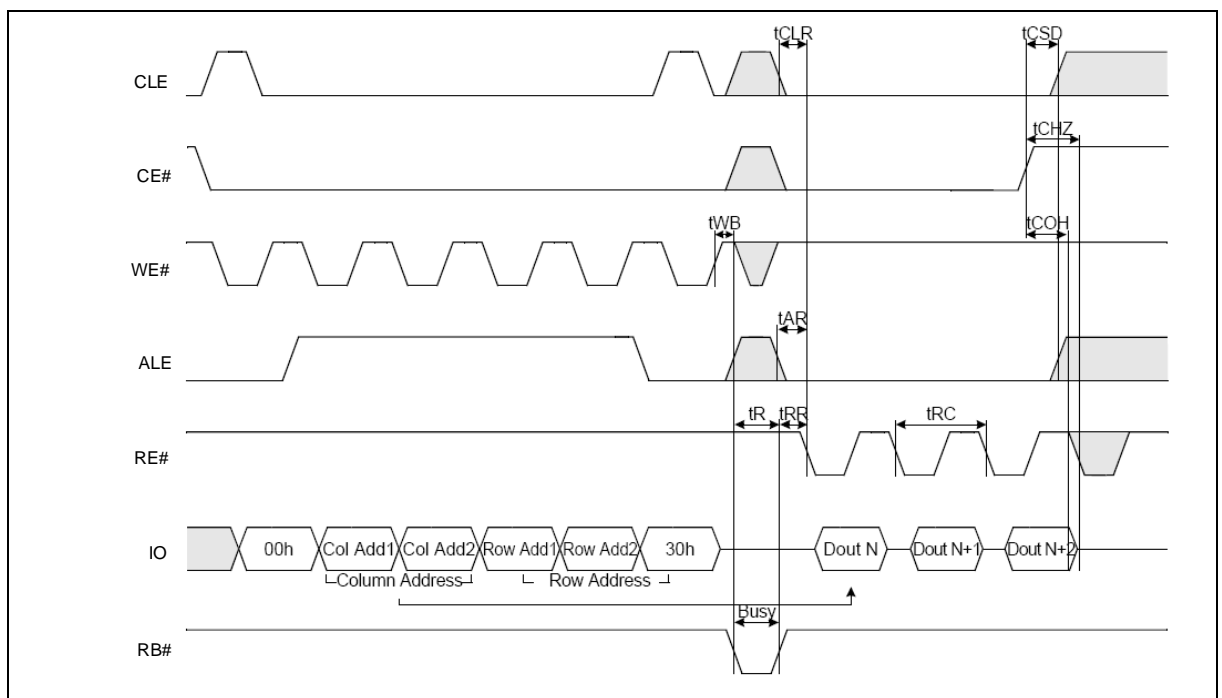 tCLR
tCSD
CLE
tCHZ
CE#
tWB
tCOH
WE#
tAR
ALE
tR
tRR
tRC
RE#
IO
00h
Col Add1
Col Add2
Row Add1
Row Add2
30h
Dout N
Dout N+1
Dout N+2
Column Address
Row Address
Busy
RB#